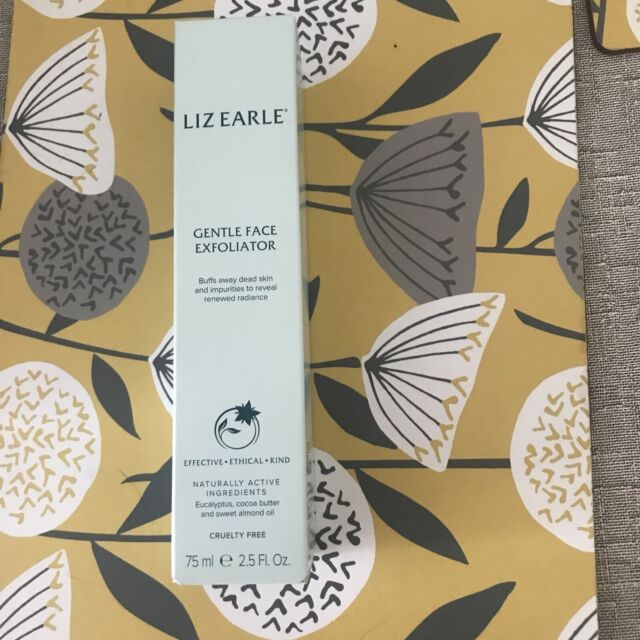 LIZ EARLE®
GENTLE FACE
EXFOLIATOR
Buffs away dead skin
and impurities to reveal
renewed radiance
EFFECTIVE • ETHICAL • KIND
NATURALLY ACTIVE
INGREDIENTS
Eucalyptus, cocoa butter
and sweet almond oil
CRUELTY FREE
75 ml ℮ 2.5 Fl. Oz.